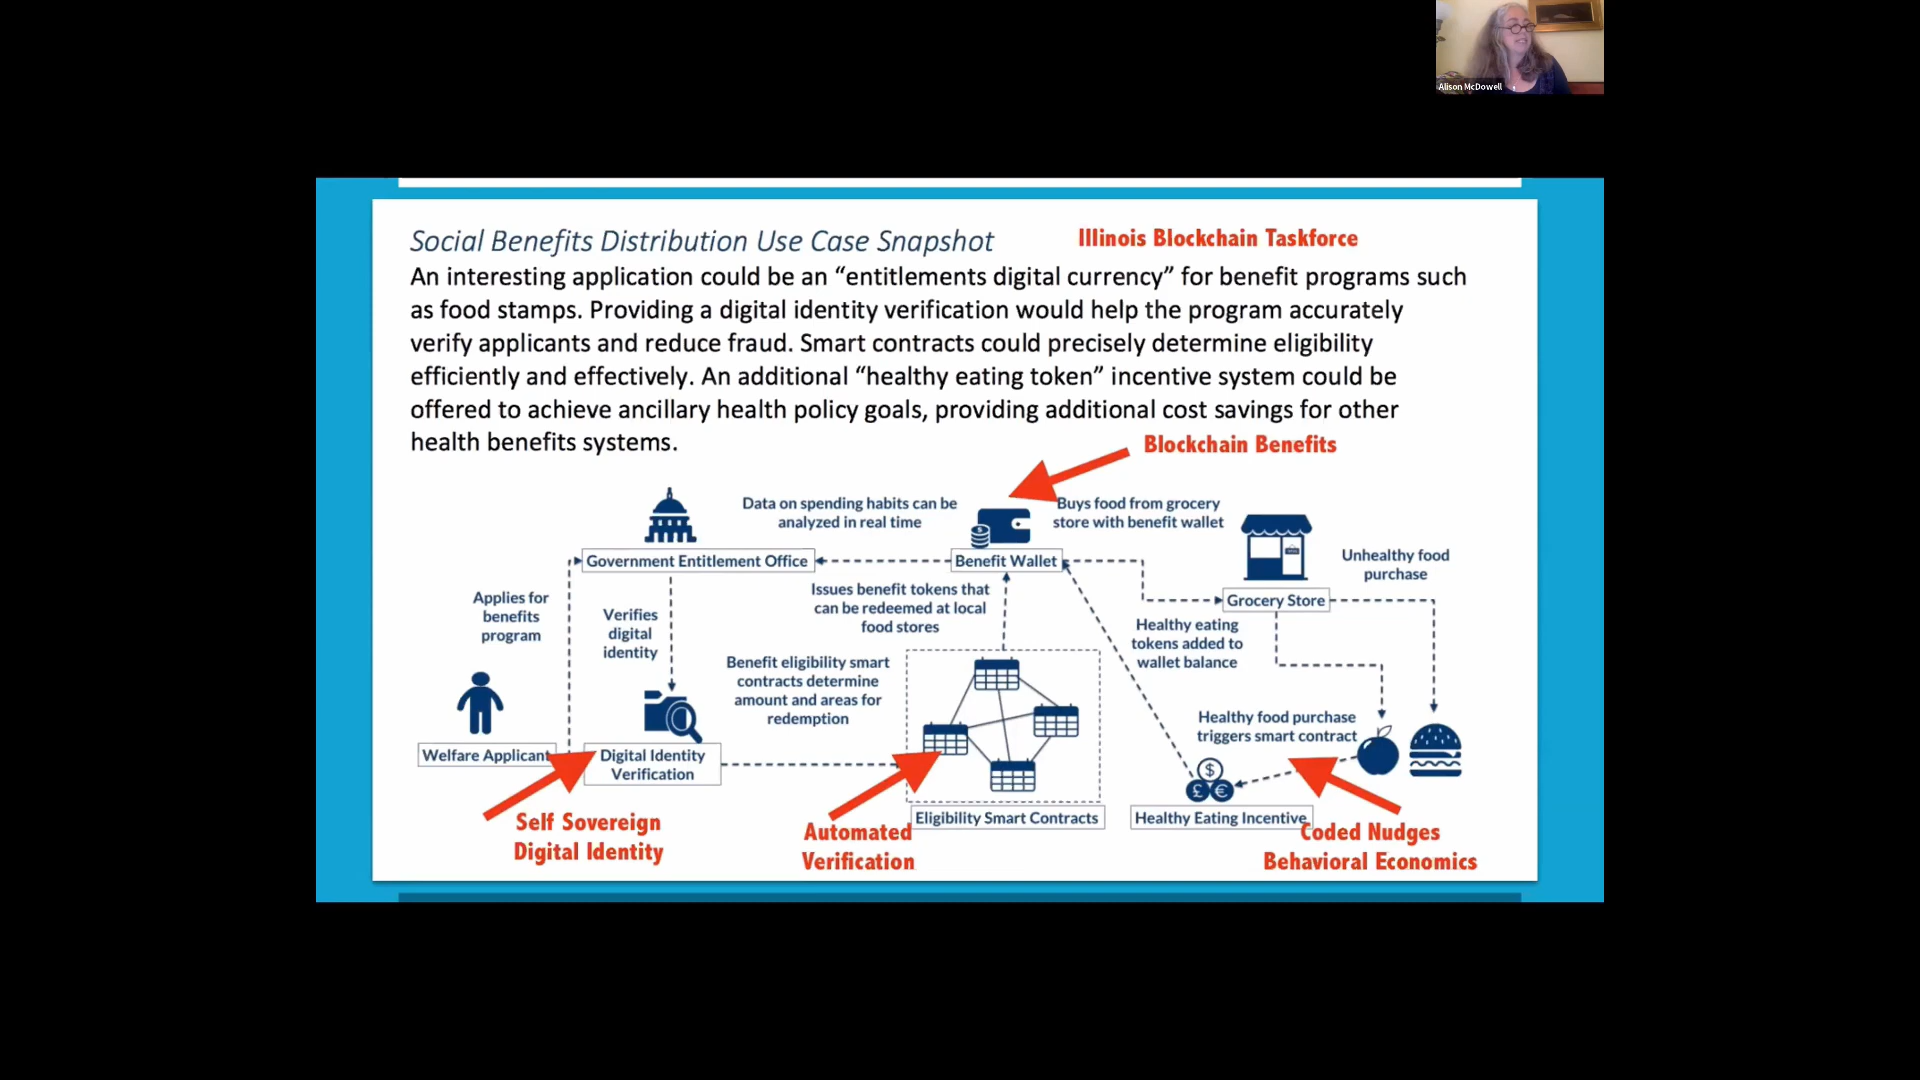 Alison McDowell
Social Benefits Distribution Use Case Snapshot
Illinois Blockchain Taskforce
An interesting application could be an “entitlements digital currency” for benefit programs such
as food stamps. Providing a digital identity verification would help the program accurately
verify applicants and reduce fraud. Smart contracts could precisely determine eligibility
efficiently and effectively. An additional “healthy eating token” incentive system could be
offered to achieve ancillary health policy goals, providing additional cost savings for other
health benefits systems.
Blockchain Benefits
Data on spending habits can be
analyzed in real time
Buys food from grocery
store with benefit wallet
Government Entitlement Office
Benefit Wallet
Unhealthy food
purchase
Applies for
benefits
program
Verifies
digital
identity
Issues benefit tokens that
can be redeemed at local
food stores
Grocery Store
Healthy eating
tokens added to
wallet balance
Benefit eligibility smart
contracts determine
amount and areas for
redemption
Healthy food purchase
triggers smart contract
Welfare Applicant
Digital Identity
Verification
Eligibility Smart Contracts
Healthy Eating Incentive
Self Sovereign
Digital Identity
Automated
Verification
Coded Nudges
Behavioral Economics